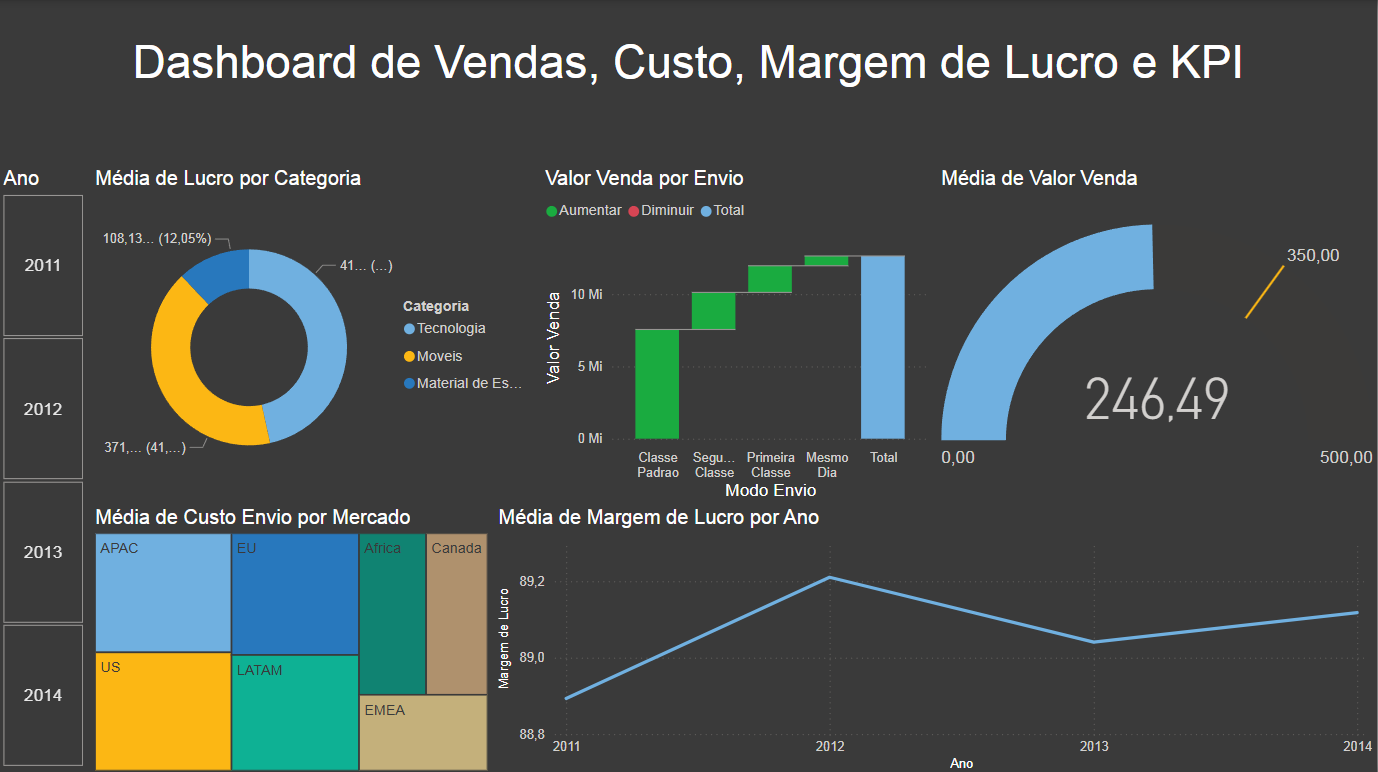 Dashboard de Vendas, Custo, Margem de Lucro e KPI
Ano
2011
2012
2013
2014
Média de Lucro por Categoria
108,13... (12,05%)
41... (...)
371,... (41,...)
Categoria
Tecnologia
Moveis
Material de Es...
Valor Venda por Envio
Aumentar Diminuir Total
Valor Venda
10 Mi
5 Mi
0 Mi
Classe
Padrao
Segu...
Classe
Primeira
Classe
Mesmo
Dia
Total
Modo Envio
Média de Valor Venda
350,00
246,49
0,00
500,00
Média de Custo Envio por Mercado
APAC
EU
Africa
Canada
US
LATAM
EMEA
Média de Margem de Lucro por Ano
Margem de Lucro
89,2
89,0
88,8
2011
2012
2013
2014
Ano